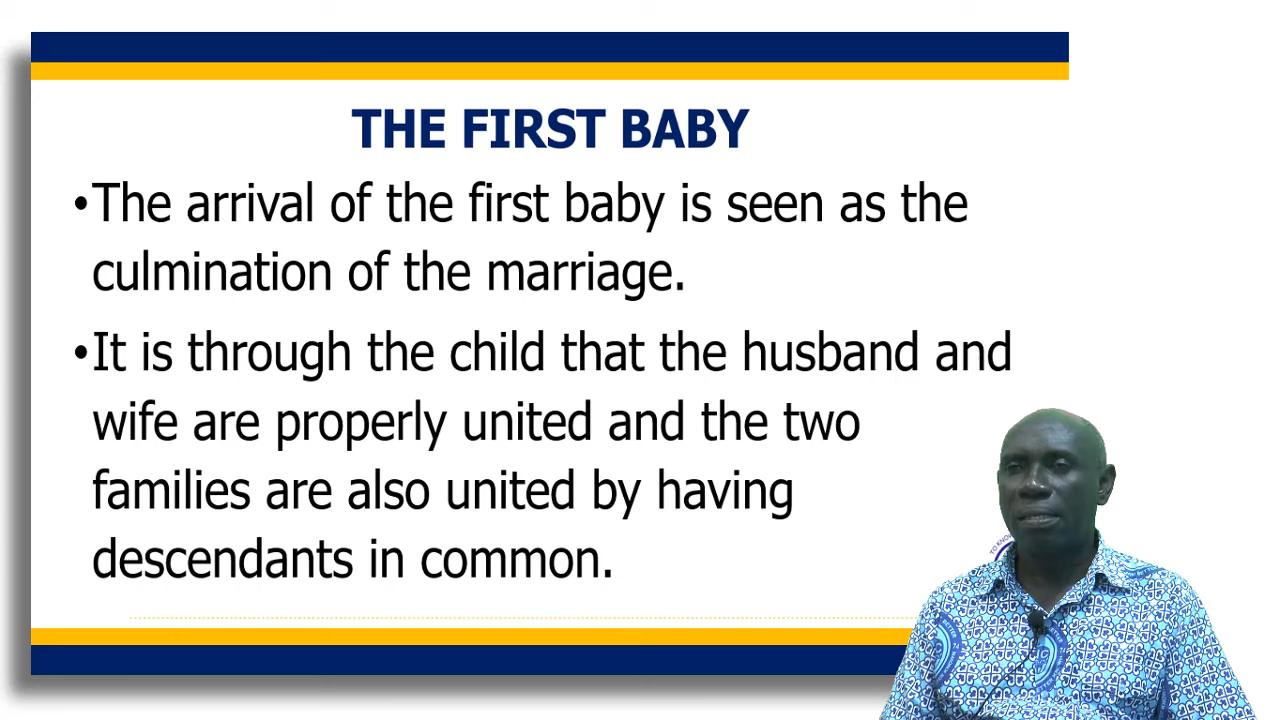 THE FIRST BABY
•The arrival of the first baby is seen as the
culmination of the marriage.
•It is through the child that the husband and
wife are properly united and the two
families are also united by having
descendants in common.
TO KNOW